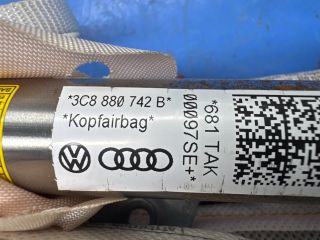 *3C8 880 742 B*
*Kopfairbag*
*681 TAK
00097SE+*